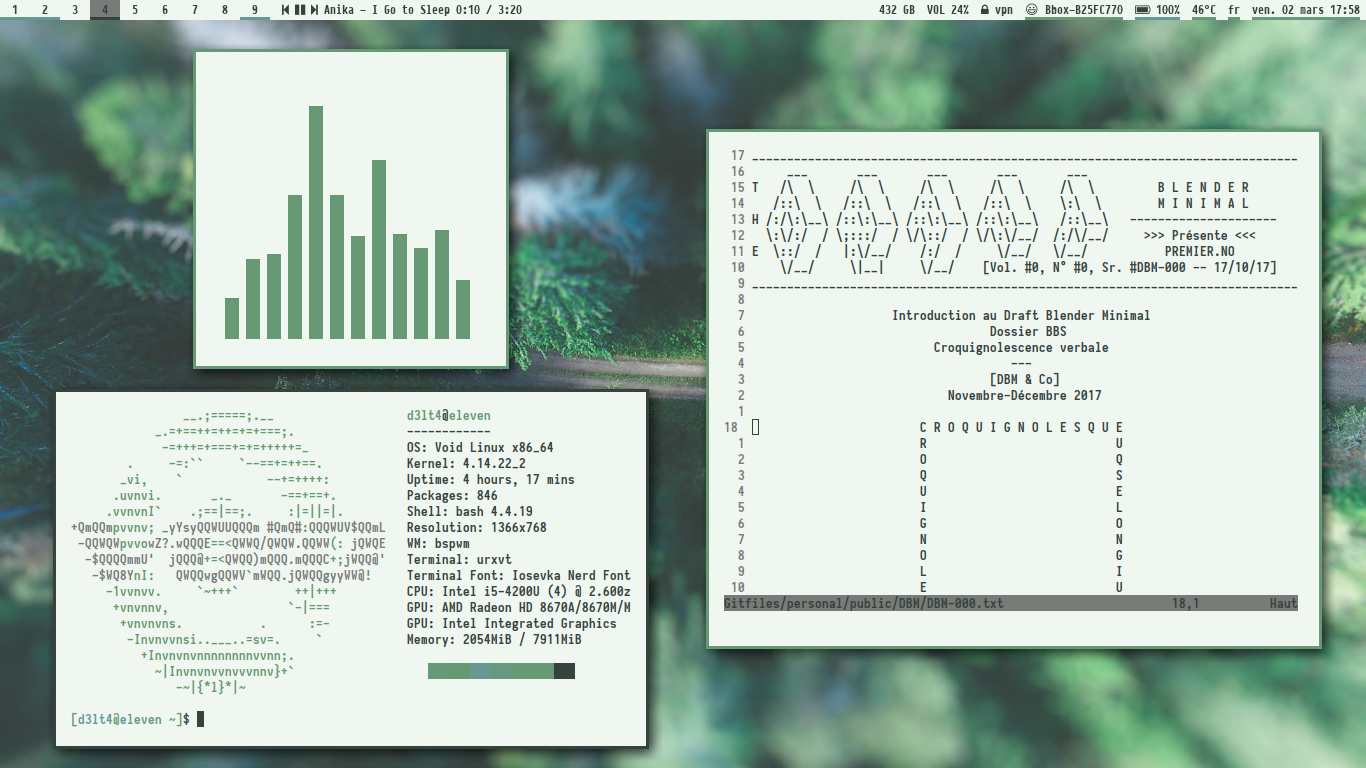 1 2 3 4 5 6 7 8 9 Anika – I Go to Sleep 0:10 / 3:20 432 GB VOL 24% vpn Bbox-B25FC770 100% 46°C fr ven. 02 mars 17:58
d3lt4@eleven
------------
OS: Void Linux x86_64
Kernel: 4.14.22_2
Uptime: 4 hours, 17 mins
Packages: 846
Shell: bash 4.4.19
Resolution: 1366x768
WM: bspwm
Terminal: urxvt
Terminal Font: Iosevka Nerd Font
CPU: Intel i5-4200U (4) @ 2.600z
GPU: AMD Radeon HD 8670A/8670M/M
GPU: Intel Integrated Graphics
Memory: 2054MiB / 7911MiB
[d3lt4@eleven ~]$
17
16
15 T B L E N D E R
14 M I N I M A L
13 H --------------------
12 >>> Présente <<<
11 E PREMIER.NO
10 [Vol. #0, N° #0, Sr. #DBM-000 -- 17/10/17]
9
8
7 Introduction au Draft Blender Minimal
6 Dossier BBS
5 Croquignolescence verbale
4 ---
3 [DBM & Co]
2 Novembre-Décembre 2017
1
18 C R O Q U I G N O L E S Q U E
1 R U
2 O Q
3 Q S
4 U E
5 I L
6 G O
7 N N
8 O G
9 L I
10 E U
Gitfiles/personal/public/DBM/DBM-000.txt 18,1 Haut